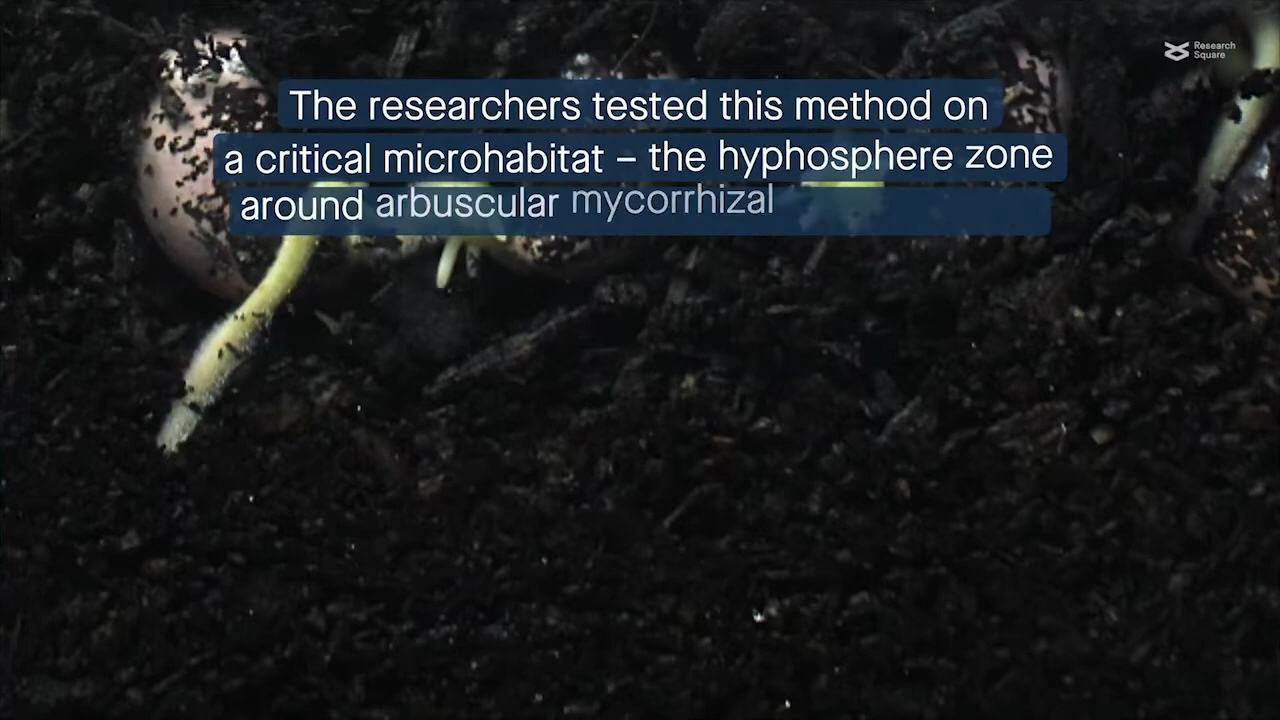 Research
Square
The researchers tested this method on
a critical microhabitat – the hyphosphere zone
around arbuscular mycorrhizal